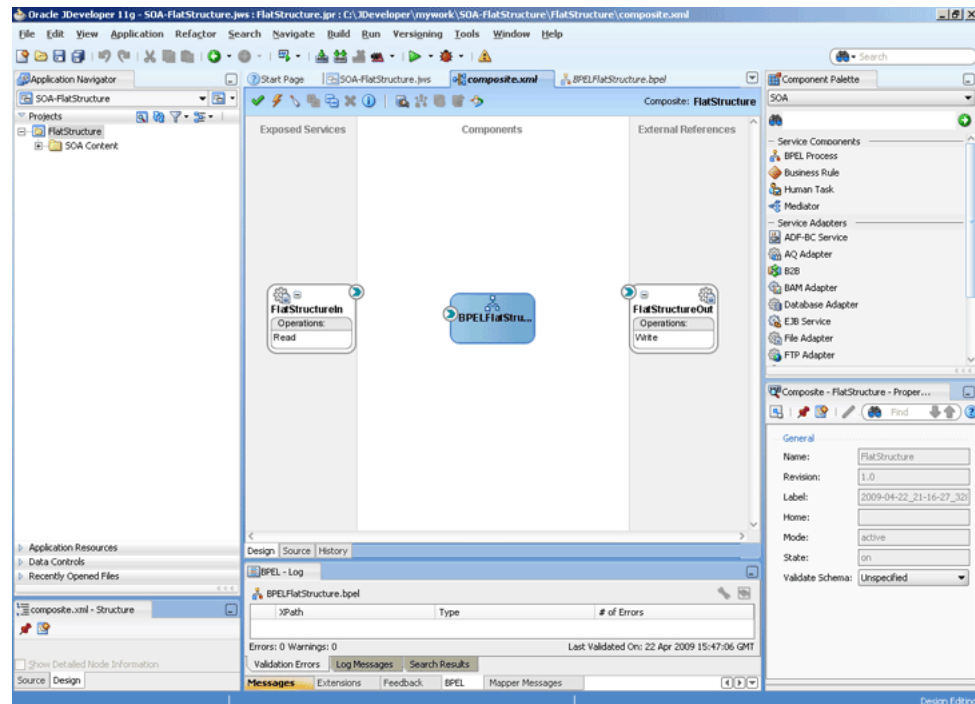 Oracle JDeveloper 11g - SOA-FlatStructure.jws : FlatStructure.jpr : C:\JDeveloper\mywork\SOA-FlatStructure\FlatStructure\composite.xml
File Edit View Application Refactor Search Navigate Build Run Versioning Tools Window Help
Search
Application Navigator
SOA-FlatStructure
Projects
FlatStructure
SOA Content
Application Resources
Data Controls
Recently Opened Files
composite.xml - Structure
Show Detailed Node Information
Source Design
Start Page SOA-FlatStructure.jws composite.xml BPELFlatStructure.bpel
Composite: FlatStructure
Exposed Services Components External References
FlatStructureIn
Operations:
Read
BPELFlatStru...
FlatStructureOut
Operations:
Write
Design Source History
BPEL - Log
BPELFlatStructure.bpel
XPath Type # of Errors
Errors: 0 Warnings: 0 Last Validated On: 22 Apr 2009 15:47:06 GMT
Validation Errors Log Messages Search Results
Messages Extensions Feedback BPEL Mapper Messages
Component Palette
SOA
Service Components
BPEL Process
Business Rule
Human Task
Mediator
Service Adapters
ADF-BC Service
AQ Adapter
B2B
BAM Adapter
Database Adapter
EJB Service
File Adapter
FTP Adapter
Composite - FlatStructure - Proper...
Find
General
Name: FlatStructure
Revision: 1.0
Label: 2009-04-22_21-16-27_328
Home:
Mode: active
State: on
Validate Schema: Unspecified
Design Editing